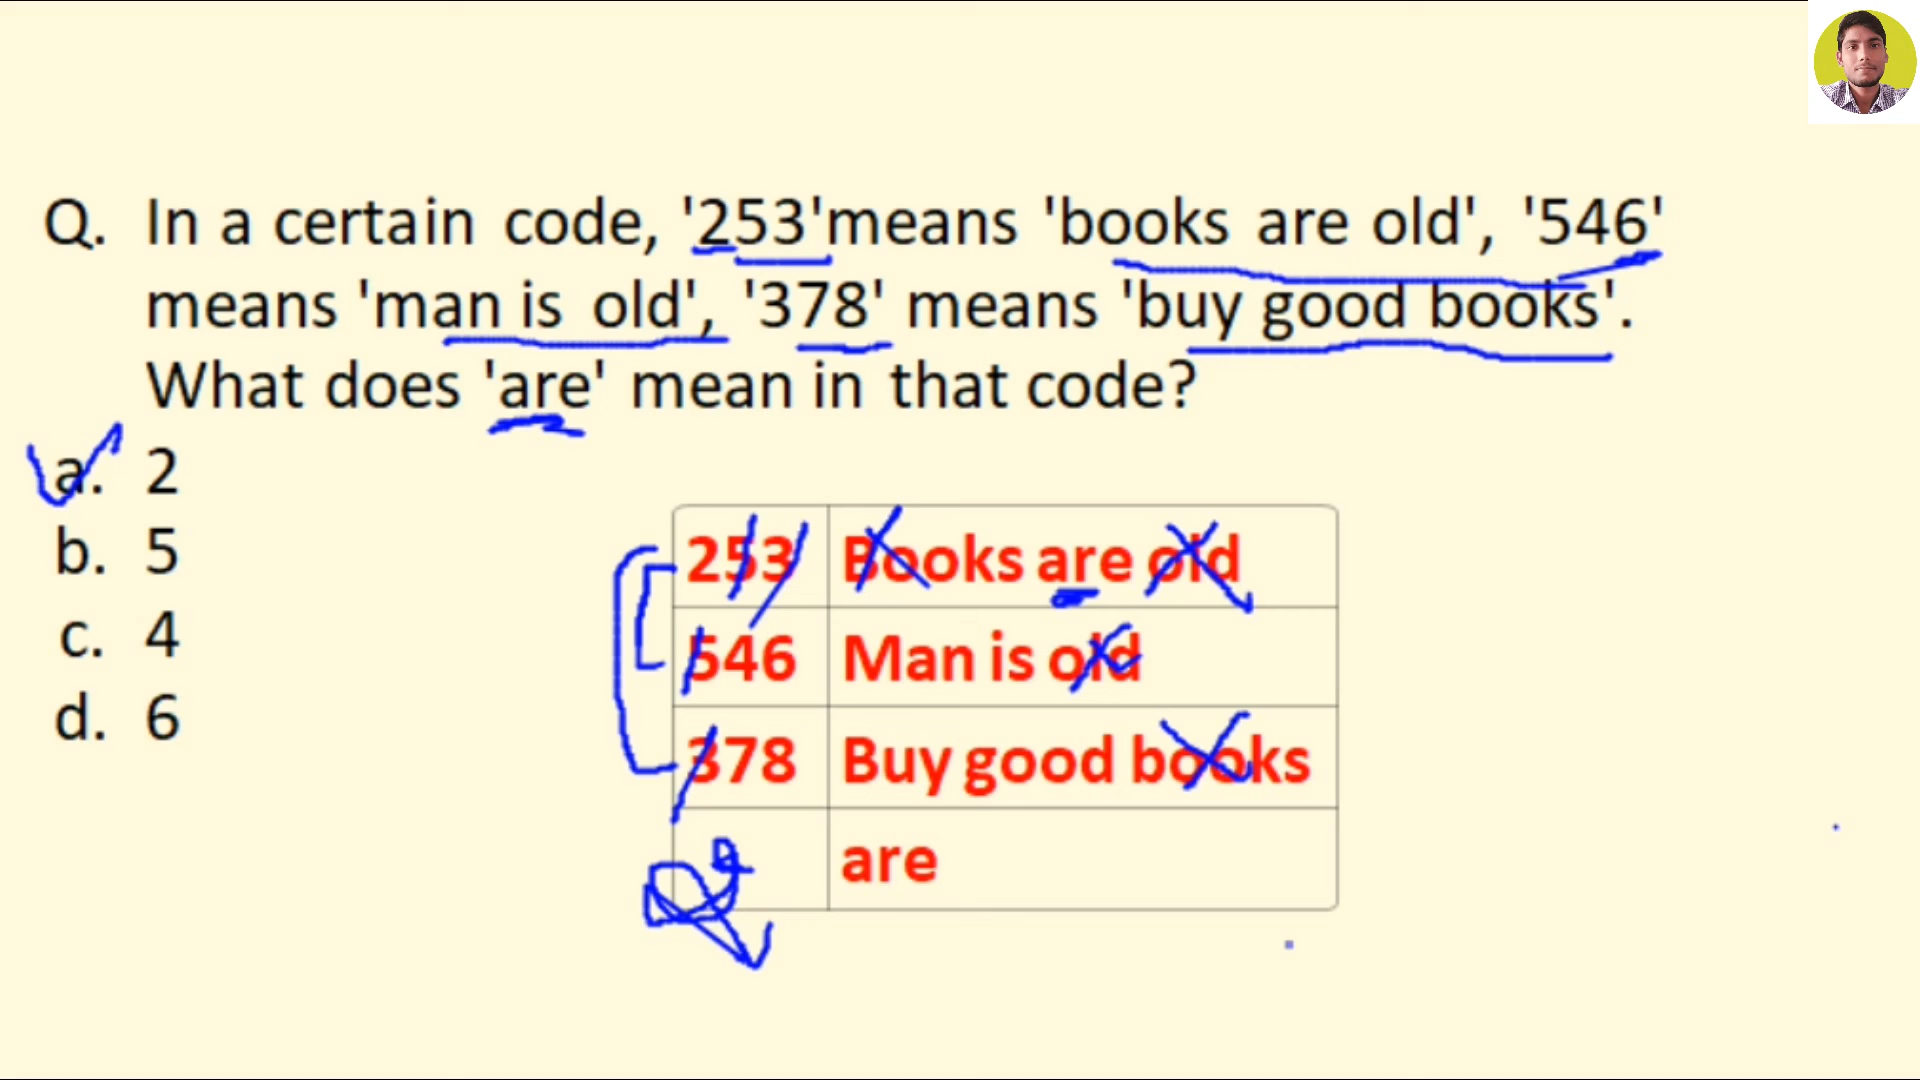 Q. In a certain code, '253'means 'books are old', '546'
means 'man is old', '378' means 'buy good books'.
What does 'are' mean in that code?
a. 2
b. 5
c. 4
d. 6
253 Books are old
546 Man is old
378 Buy good books
are